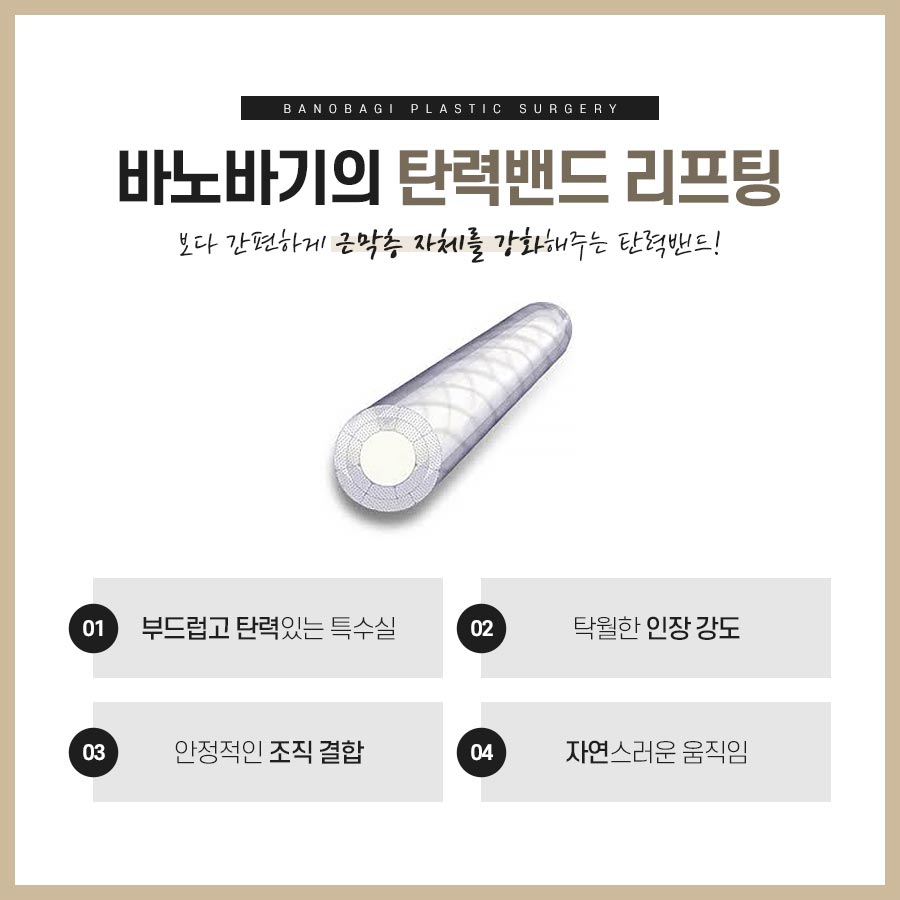 BANOBAGI PLASTIC SURGERY
바노바기의 탄력밴드 리프팅
보다 간편하게 근막층 자체를 강화해주는 탄력밴드!
01 부드럽고 탄력있는 특수실
02 탁월한 인장 강도
03 안정적인 조직 결합
04 자연스러운 움직임